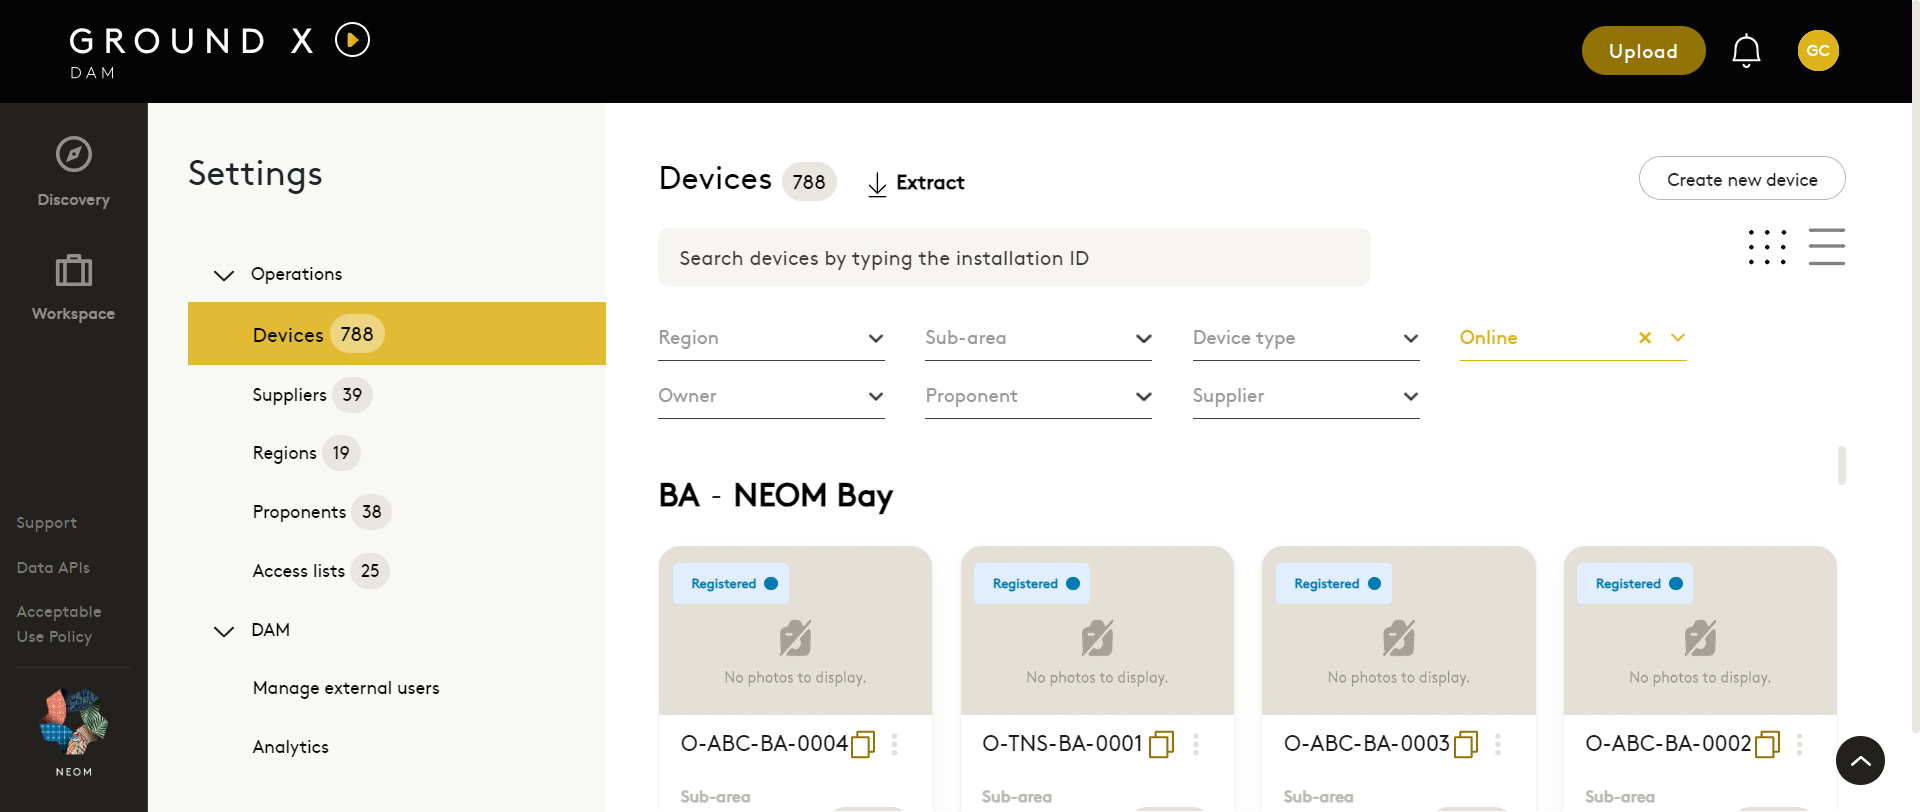 GROUND X
DAM
Upload
GC
Discovery
Workspace
Support
Data APIs
Acceptable
Use Policy
NEOM
Settings
Operations
Devices 788
Suppliers 39
Regions 19
Proponents 38
Access lists 25
DAM
Manage external users
Analytics
Devices 788
Extract
Create new device
Search devices by typing the installation ID
Region
Sub-area
Device type
Online
Owner
Proponent
Supplier
BA - NEOM Bay
Registered
No photos to display.
O-ABC-BA-0004
Sub-area
Registered
No photos to display.
O-TNS-BA-0001
Sub-area
Registered
No photos to display.
O-ABC-BA-0003
Sub-area
Registered
No photos to display.
O-ABC-BA-0002
Sub-area